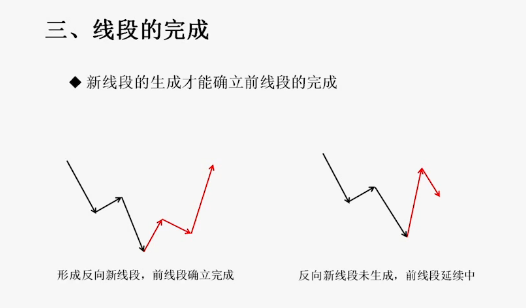 三、线段的完成
◆ 新线段的生成才能确立前线段的完成
形成反向新线段，前线段确立完成
反向新线段未生成，前线段延续中